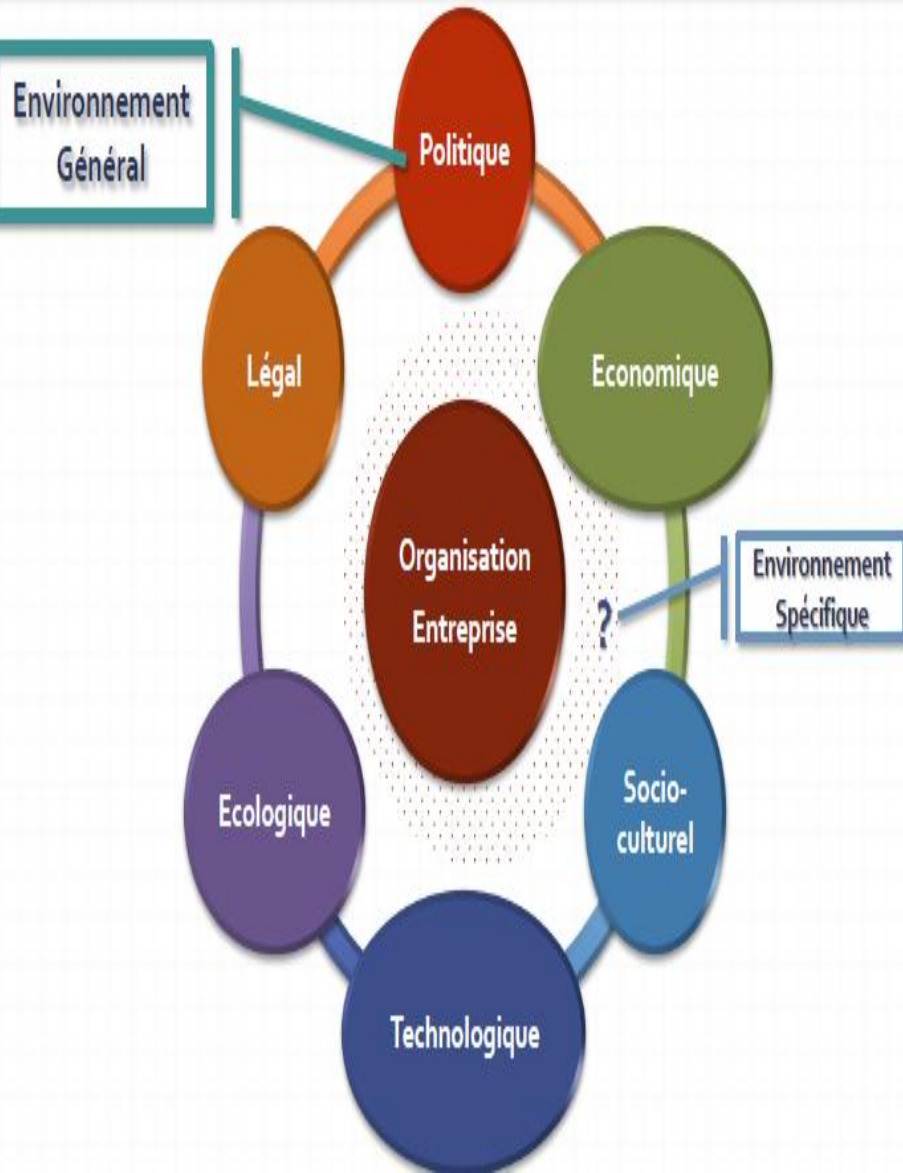 Environnement
Général
Politique
Légal
Economique
Organisation
Entreprise
?
Environnement
Spécifique
Ecologique
Socio-
culturel
Technologique